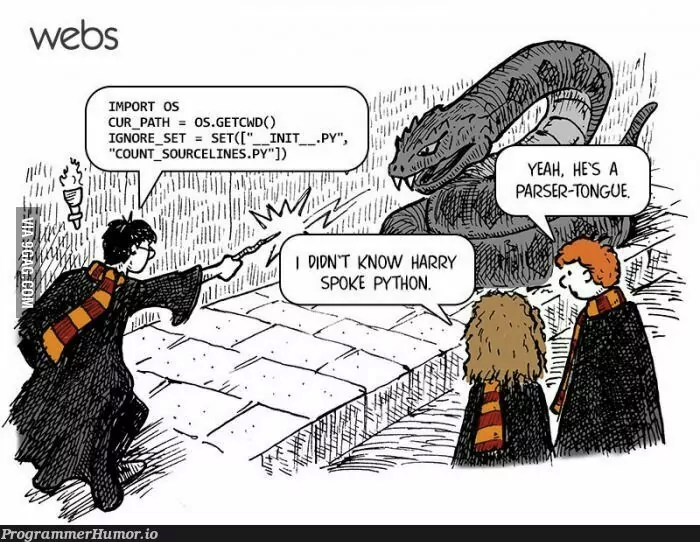 webs
IMPORT OS
CUR_PATH = OS.GETCWD()
IGNORE_SET = SET(["__INIT__.PY",
"COUNT_SOURCELINES.PY"])
YEAH, HE'S A
PARSER-TONGUE.
I DIDN'T KNOW HARRY
SPOKE PYTHON.
VIA 9GAG.COM
ProgrammerHumor.io